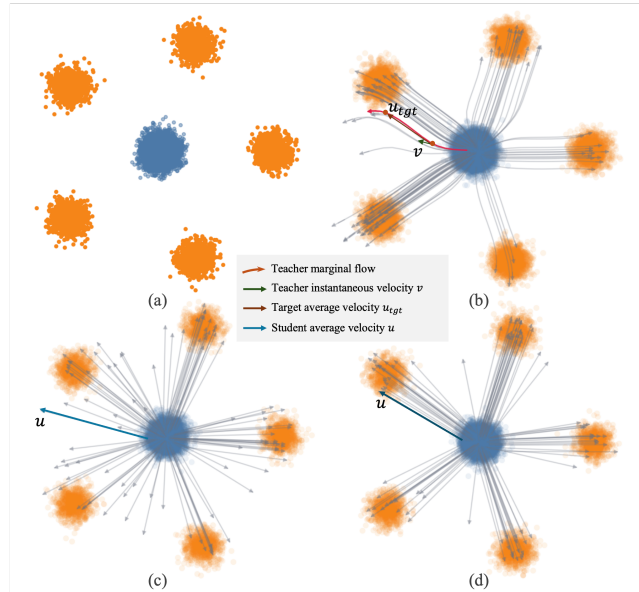 u_tgt
v
(a)
(b)
Teacher marginal flow
Teacher instantaneous velocity v
Target average velocity u_tgt
Student average velocity u
u
u
(c)
(d)